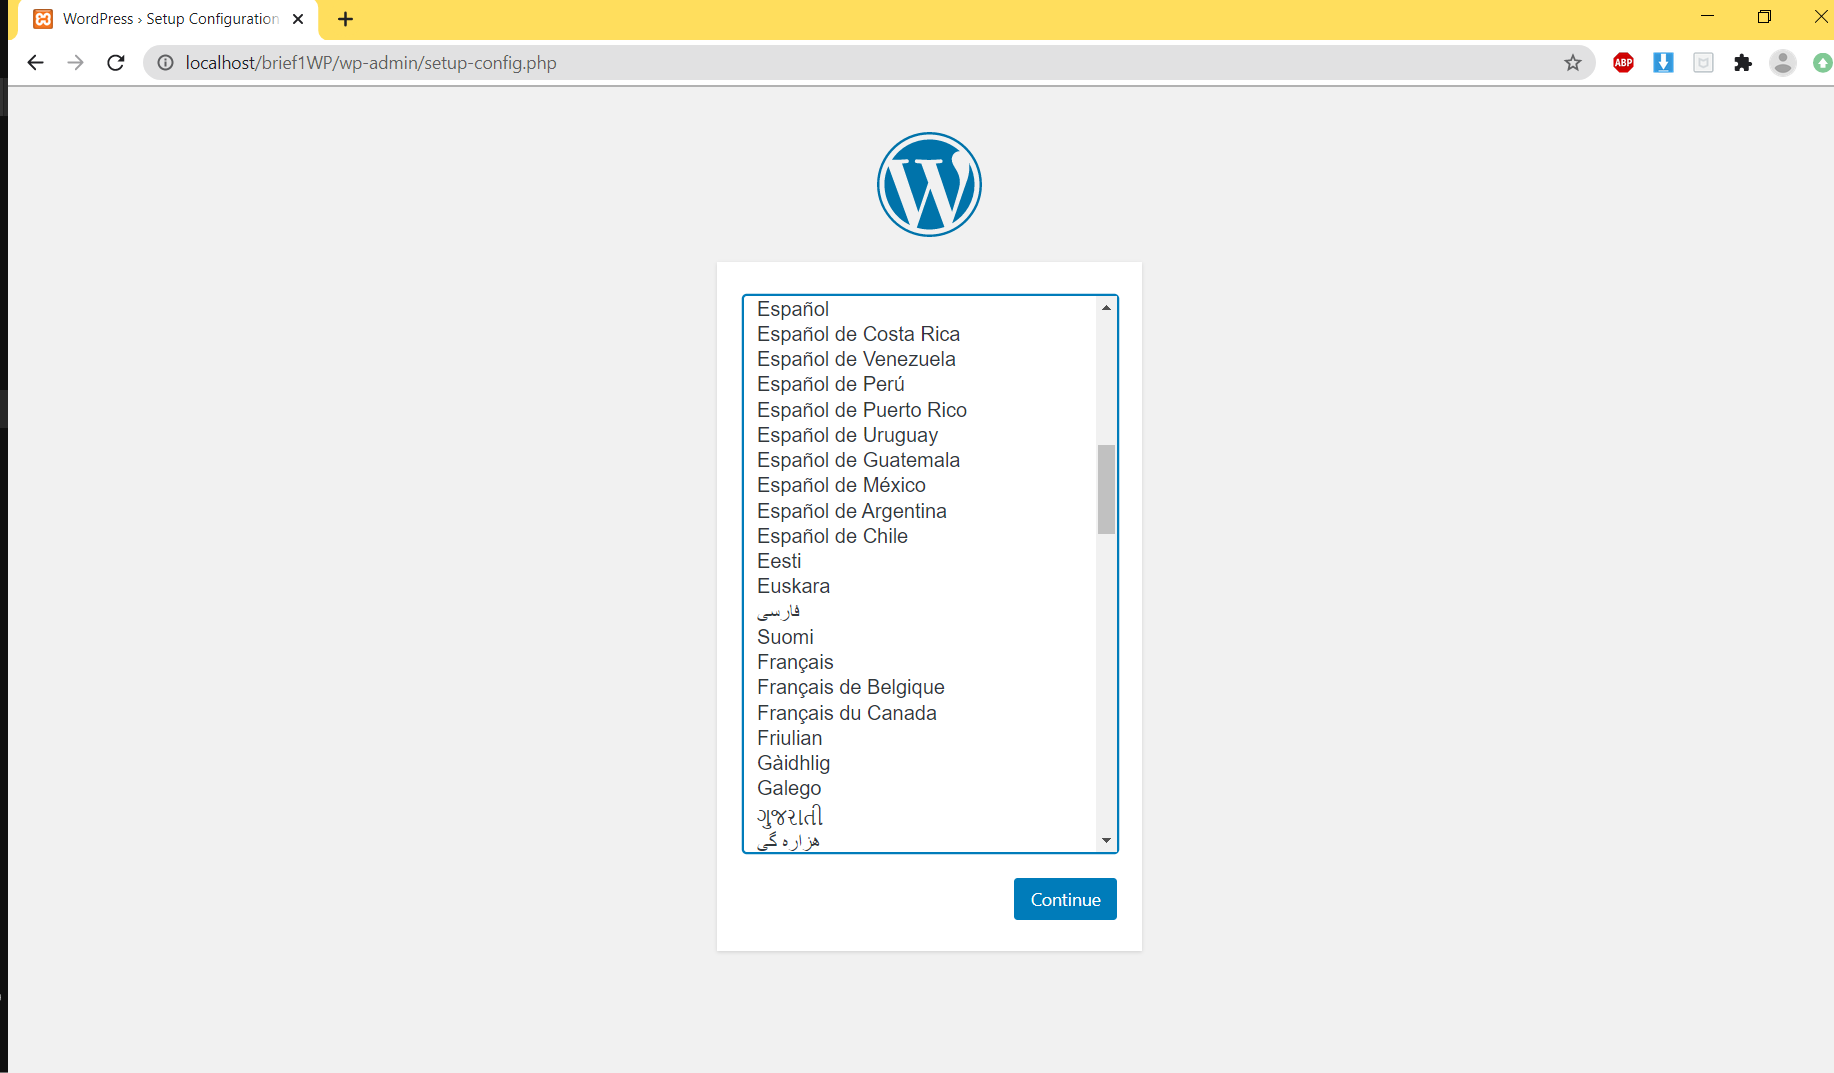 WordPress › Setup Configuration
localhost/brief1WP/wp-admin/setup-config.php
ABP
Español
Español de Costa Rica
Español de Venezuela
Español de Perú
Español de Puerto Rico
Español de Uruguay
Español de Guatemala
Español de México
Español de Argentina
Español de Chile
Eesti
Euskara
فارسی
Suomi
Français
Français de Belgique
Français du Canada
Friulian
Gàidhlig
Galego
ગુજરાતી
هزاره گی
Continue